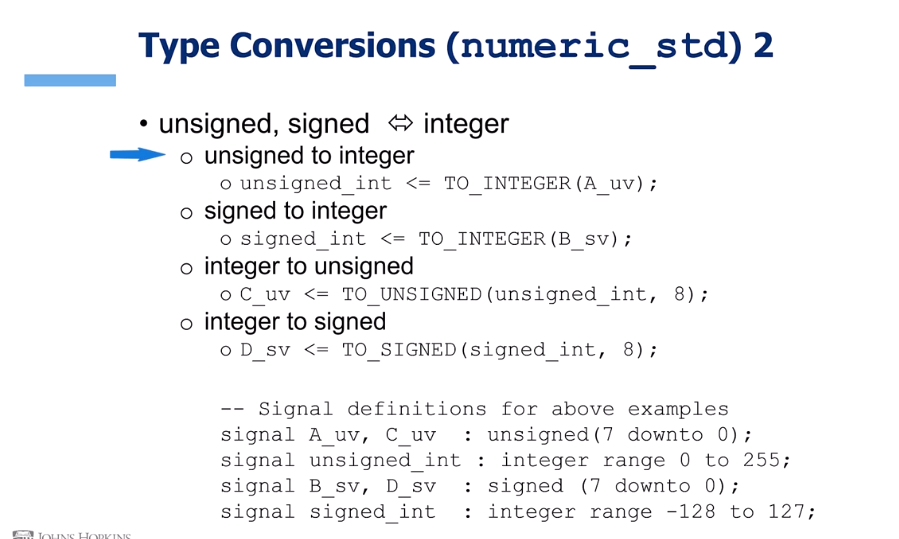 Type Conversions (numeric_std) 2
• unsigned, signed ⇔ integer
o unsigned to integer
o unsigned_int <= TO_INTEGER(A_uv);
o signed to integer
o signed_int <= TO_INTEGER(B_sv);
o integer to unsigned
o C_uv <= TO_UNSIGNED(unsigned_int, 8);
o integer to signed
o D_sv <= TO_SIGNED(signed_int, 8);
-- Signal definitions for above examples
signal A_uv, C_uv : unsigned(7 downto 0);
signal unsigned_int : integer range 0 to 255;
signal B_sv, D_sv : signed (7 downto 0);
signal signed_int : integer range -128 to 127;
JOHNS HOPKINS